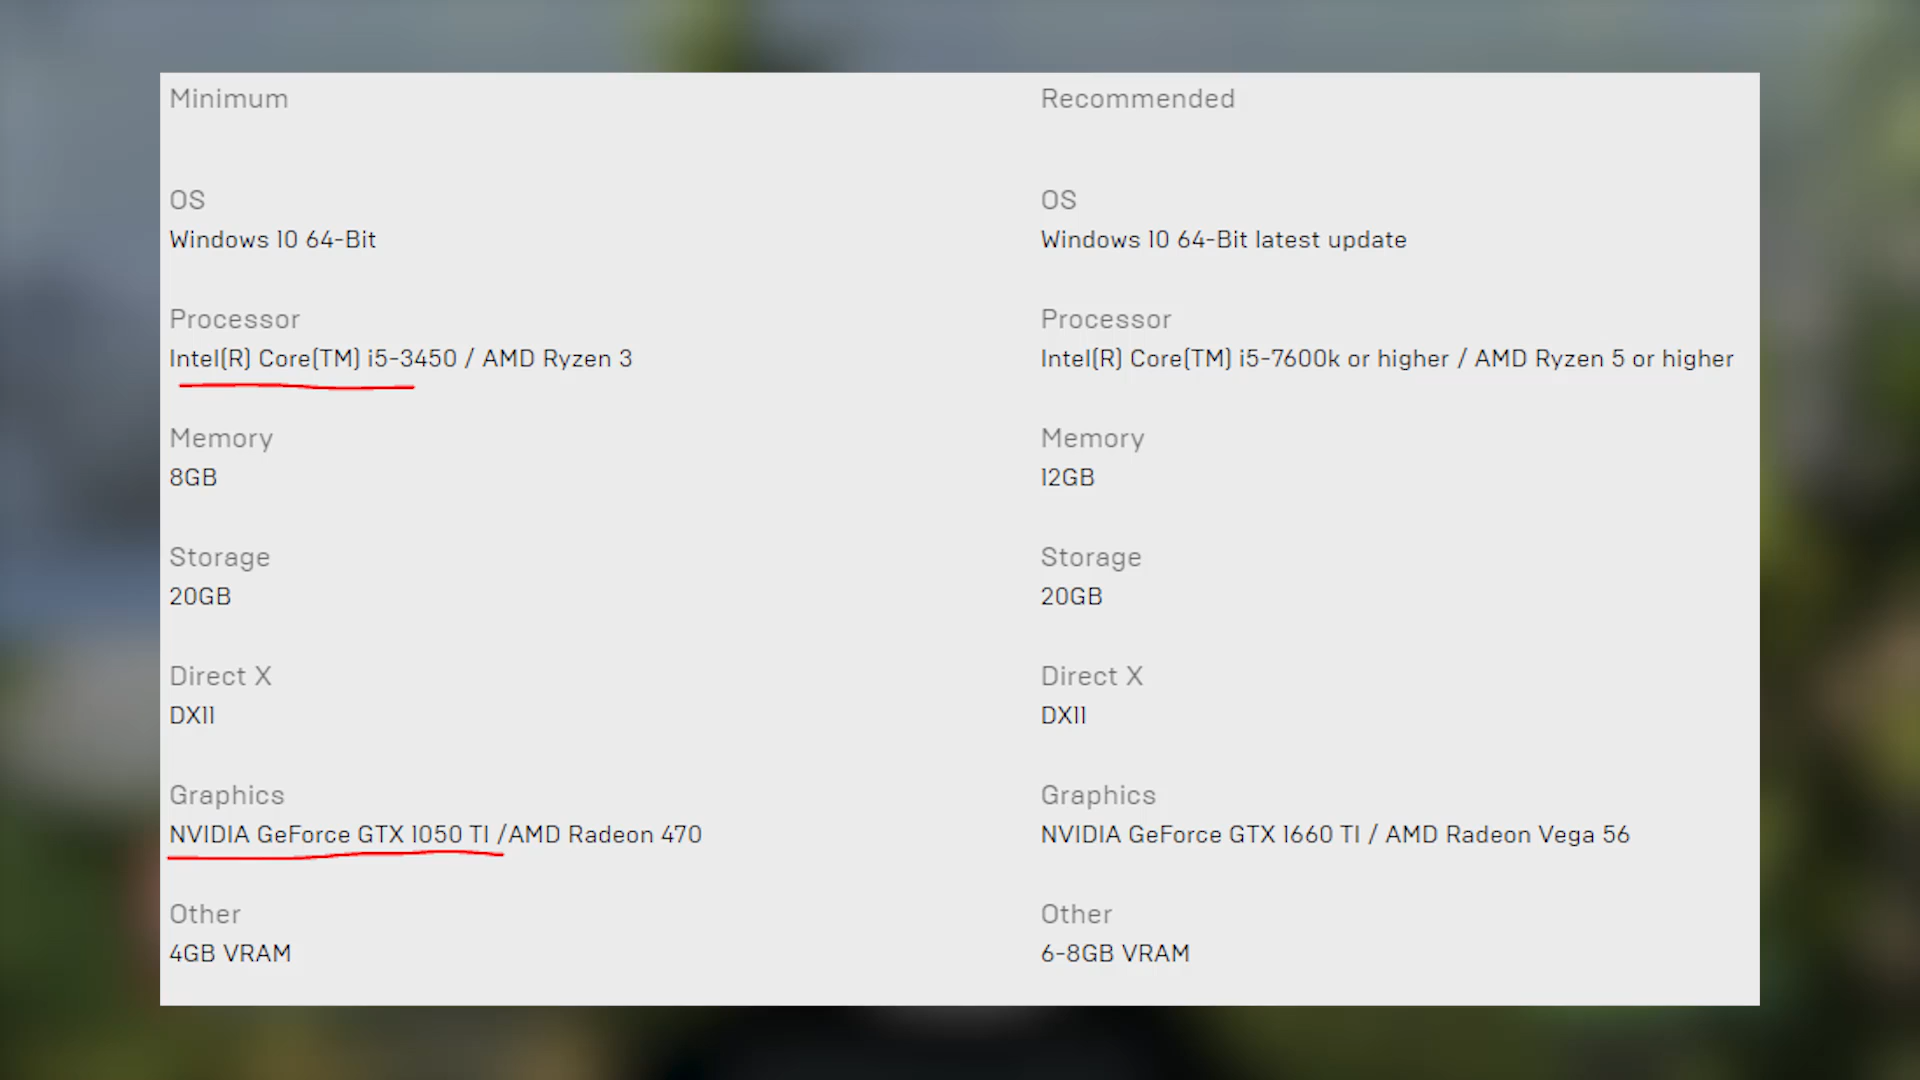 Minimum
OS
Windows 10 64-Bit
Processor
Intel(R) Core(TM) i5-3450 / AMD Ryzen 3
Memory
8GB
Storage
20GB
Direct X
DX11
Graphics
NVIDIA GeForce GTX 1050 TI /AMD Radeon 470
Other
4GB VRAM
Recommended
OS
Windows 10 64-Bit latest update
Processor
Intel(R) Core(TM) i5-7600k or higher / AMD Ryzen 5 or higher
Memory
12GB
Storage
20GB
Direct X
DX11
Graphics
NVIDIA GeForce GTX 1660 TI / AMD Radeon Vega 56
Other
6-8GB VRAM